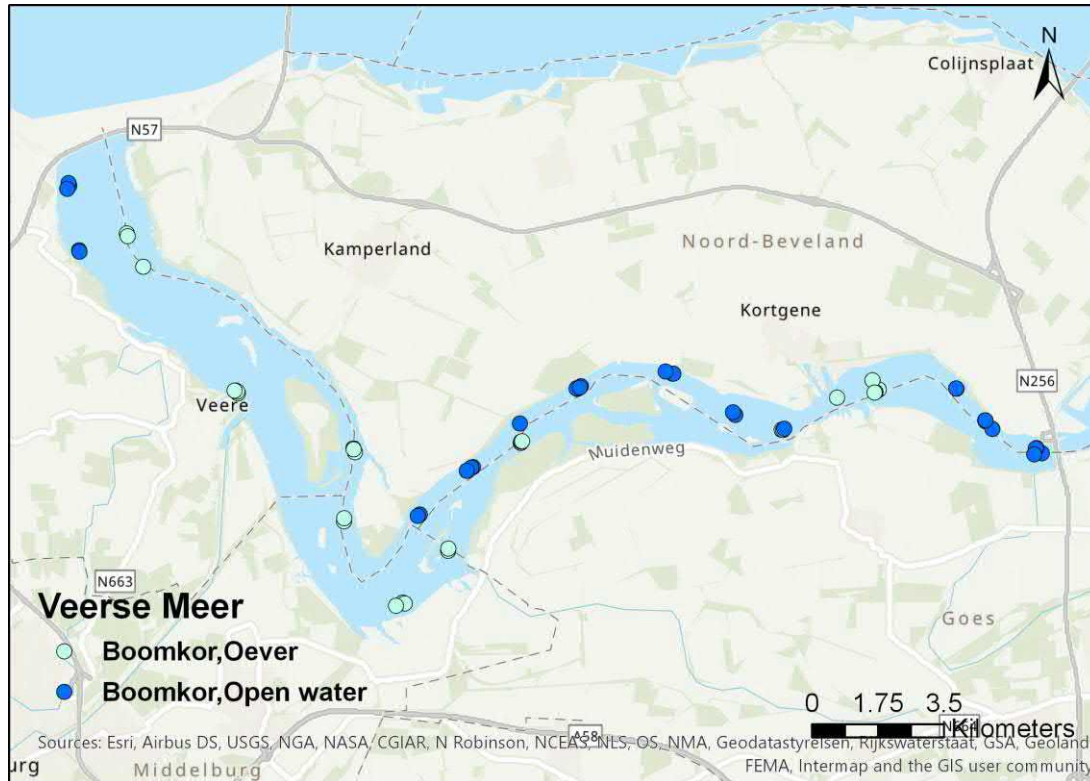 N
Colijnsplaat
N57
Kamperland
Noord-Beveland
Kortgene
N256
Veere
Muidenweg
N663
Veerse Meer
Goes
Boomkor,Oever
Boomkor,Open water
0 1.75 3.5
Kilometers
A58
Sources: Esri, Airbus DS, USGS, NGA, NASA, CGIAR, N Robinson, NCEAS, NLS, OS, NMA, Geodatastyrelsen, Rijkswaterstaat, GSA, Geoland
FEMA, Intermap and the GIS user community
urg
Middelburg